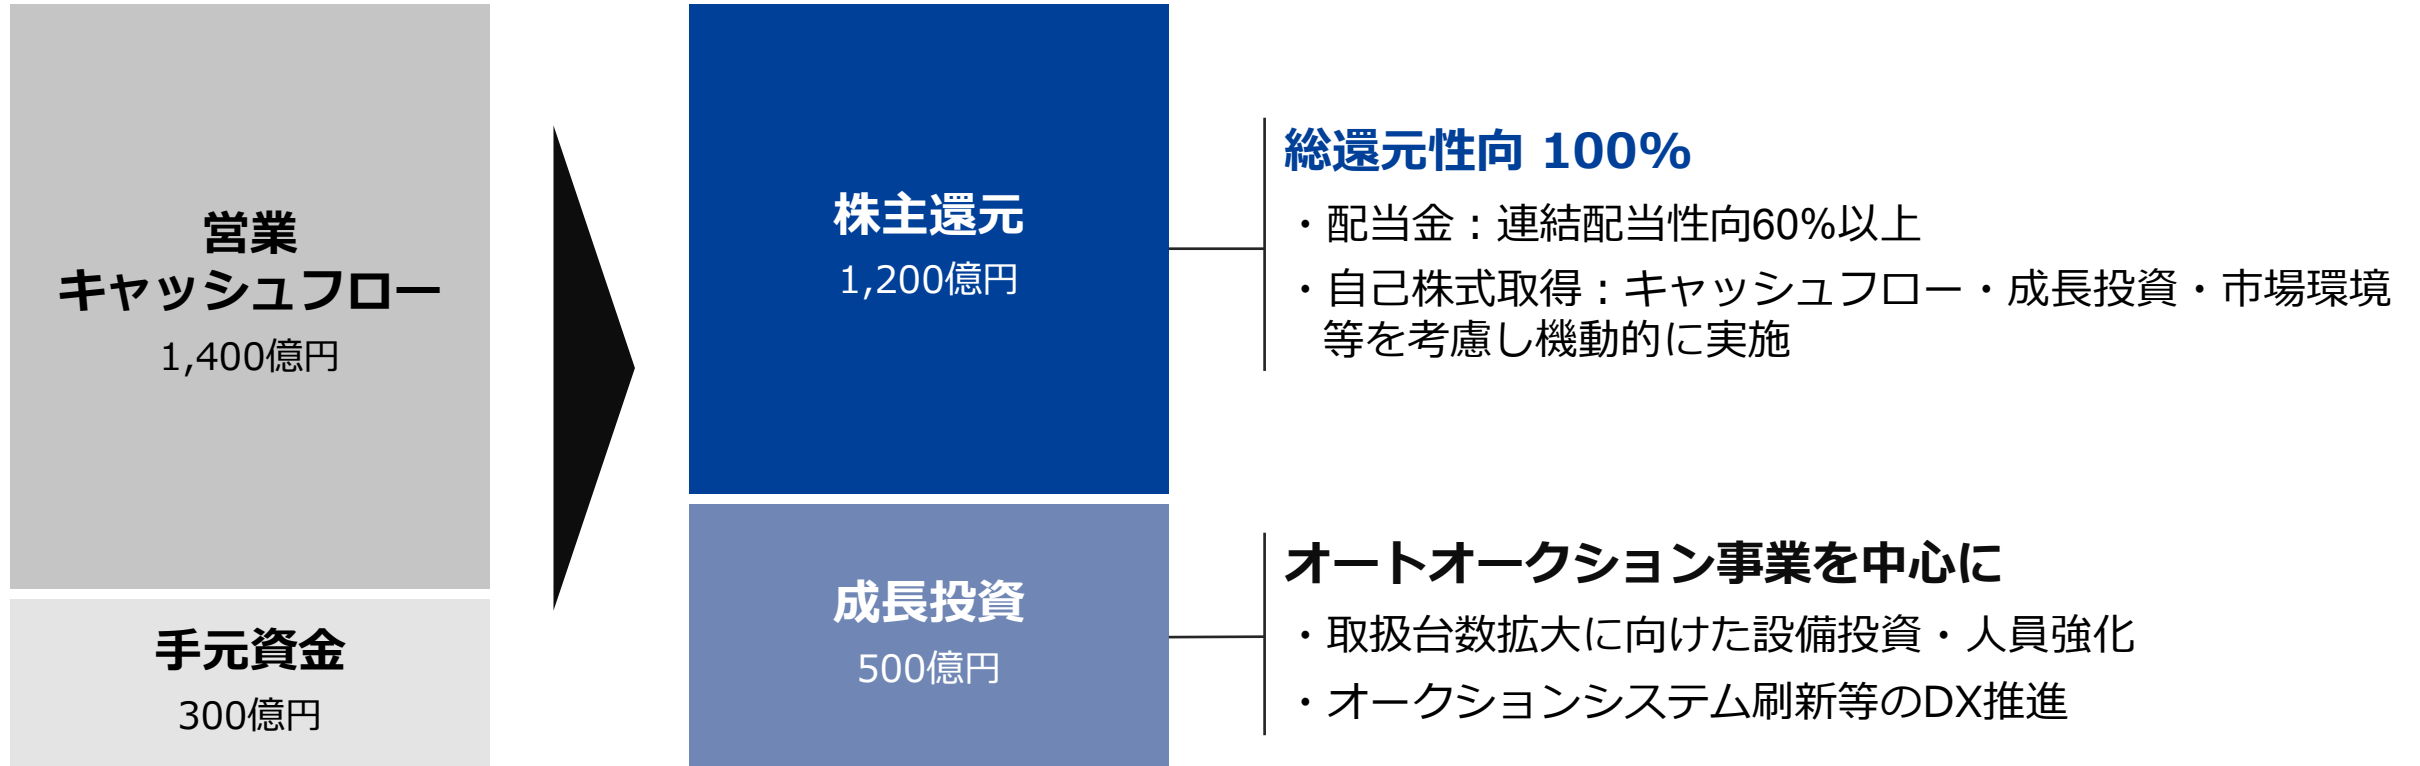 営業
キャッシュフロー
1,400億円
手元資金
300億円
株主還元
1,200億円
総還元性向 100%
・配当金：連結配当性向60%以上
・自己株式取得：キャッシュフロー・成長投資・市場環境
等を考慮し機動的に実施
成長投資
500億円
オートオークション事業を中心に
・取扱台数拡大に向けた設備投資・人員強化
・オークションシステム刷新等のDX推進